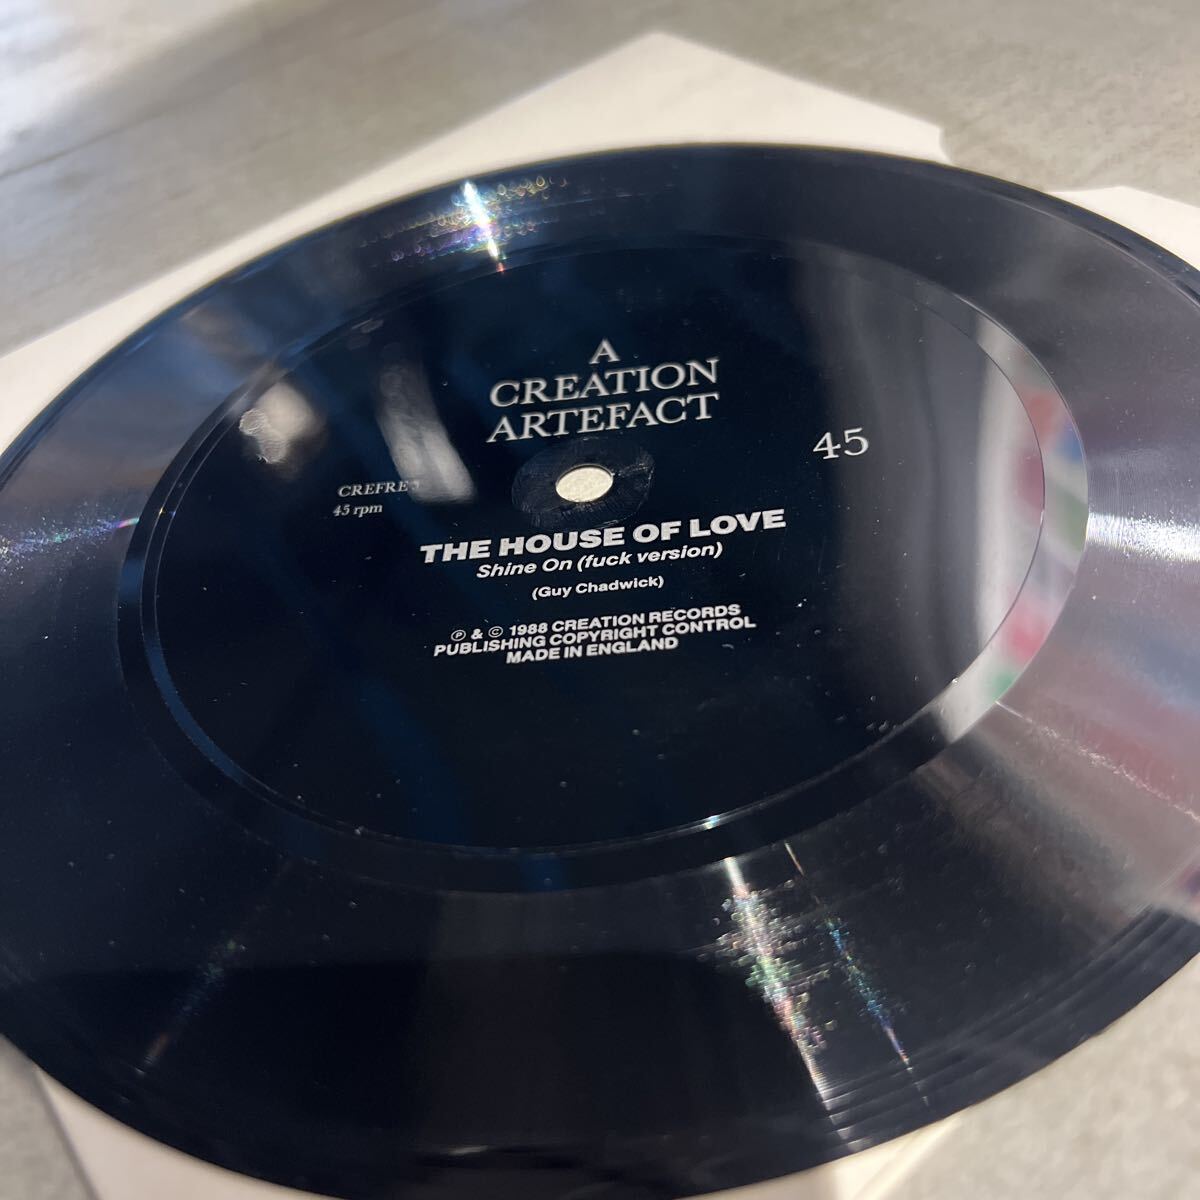 A
CREATION
ARTEFACT
45
CREFRE
45 rpm
THE HOUSE OF LOVE
Shine On (fuck version)
(Guy Chadwick)
℗ & © 1988 CREATION RECORDS
PUBLISHING COPYRIGHT CONTROL
MADE IN ENGLAND